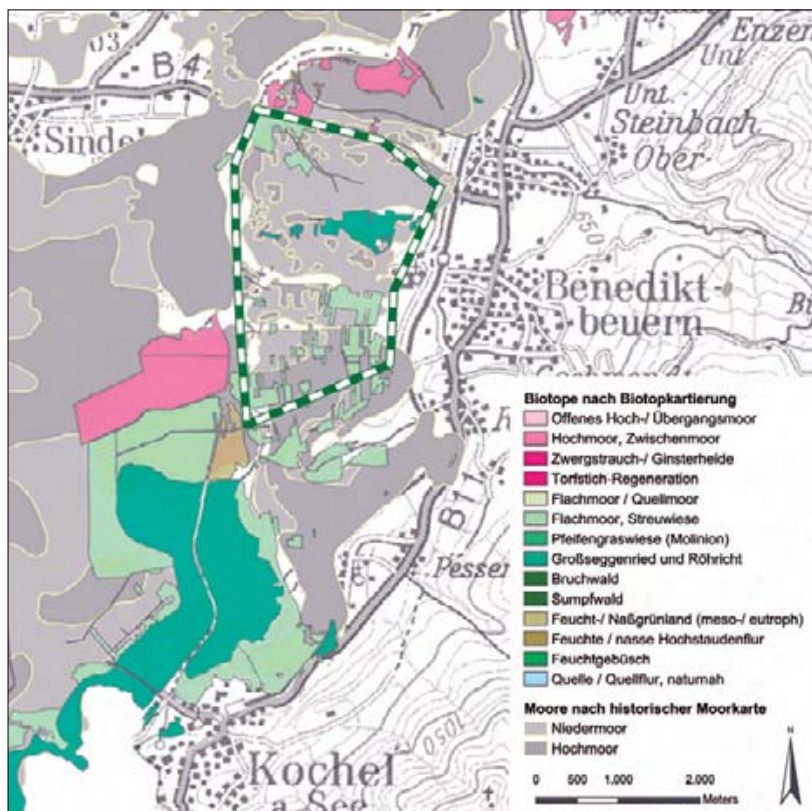 B 4
Sindel
Enzen
Unt
Unt.
Steinbach
Ober
650
Benedikt-
beuern
B 11
Pessen
1050
Kochel
a-See
Biotope nach Biotopkartierung
Offenes Hoch-/ Übergangsmoor
Hochmoor, Zwischenmoor
Zwergstrauch-/ Ginsterheide
Torfstich-Regeneration
Flachmoor / Quellmoor
Flachmoor, Streuwiese
Pfeifengraswiese (Molinion)
Großseggenried und Röhricht
Bruchwald
Sumpfwald
Feucht-/ Naßgrünland (meso-/ eutroph)
Feuchte / nasse Hochstaudenflur
Feuchtgebüsch
Quelle / Quellflur, naturnah
Moore nach historischer Moorkarte
Niedermoor
Hochmoor
N
0 500 1.000 2.000
Meters